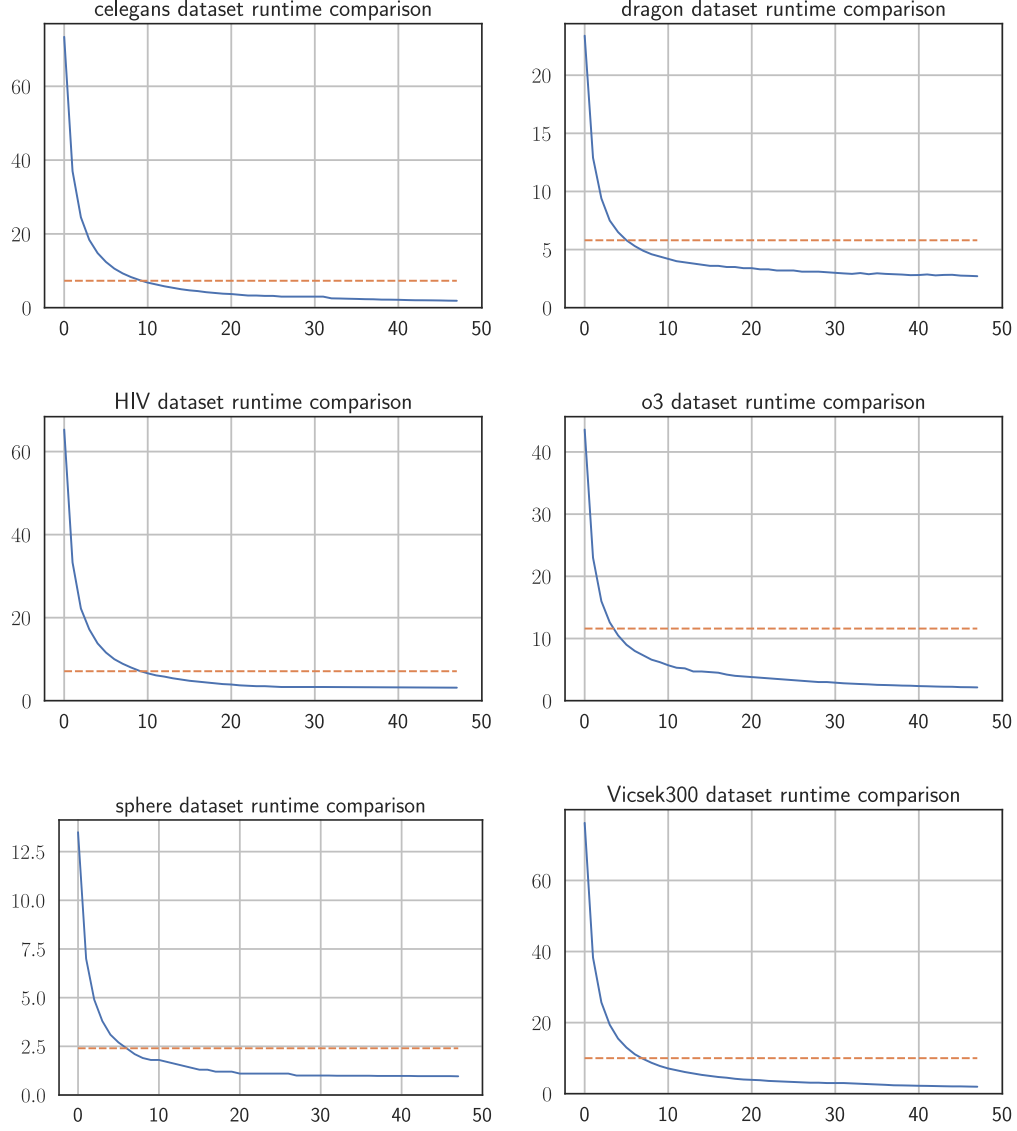 celegans dataset runtime comparison
60
40
20
0
0 10 20 30 40 50
dragon dataset runtime comparison
20
15
10
5
0
0 10 20 30 40 50
HIV dataset runtime comparison
60
40
20
0
0 10 20 30 40 50
o3 dataset runtime comparison
40
30
20
10
0
0 10 20 30 40 50
sphere dataset runtime comparison
12.5
10.0
7.5
5.0
2.5
0.0
0 10 20 30 40 50
Vicsek300 dataset runtime comparison
60
40
20
0
0 10 20 30 40 50